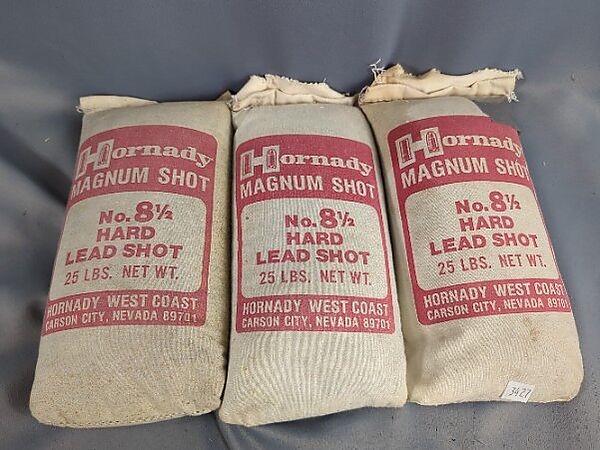 Hornady
MAGNUM SHOT
No. 8½
HARD
LEAD SHOT
25 LBS. NET WT.
HORNADY WEST COAST
CARSON CITY, NEVADA 89701
Hornady
MAGNUM SHOT
No. 8½
HARD
LEAD SHOT
25 LBS. NET WT.
HORNADY WEST COAST
CARSON CITY, NEVADA 89701
Hornady
MAGNUM SHOT
No. 8½
HARD
LEAD SHOT
25 LBS. NET WT.
HORNADY WEST COAST
CARSON CITY, NEVADA 89701
3427